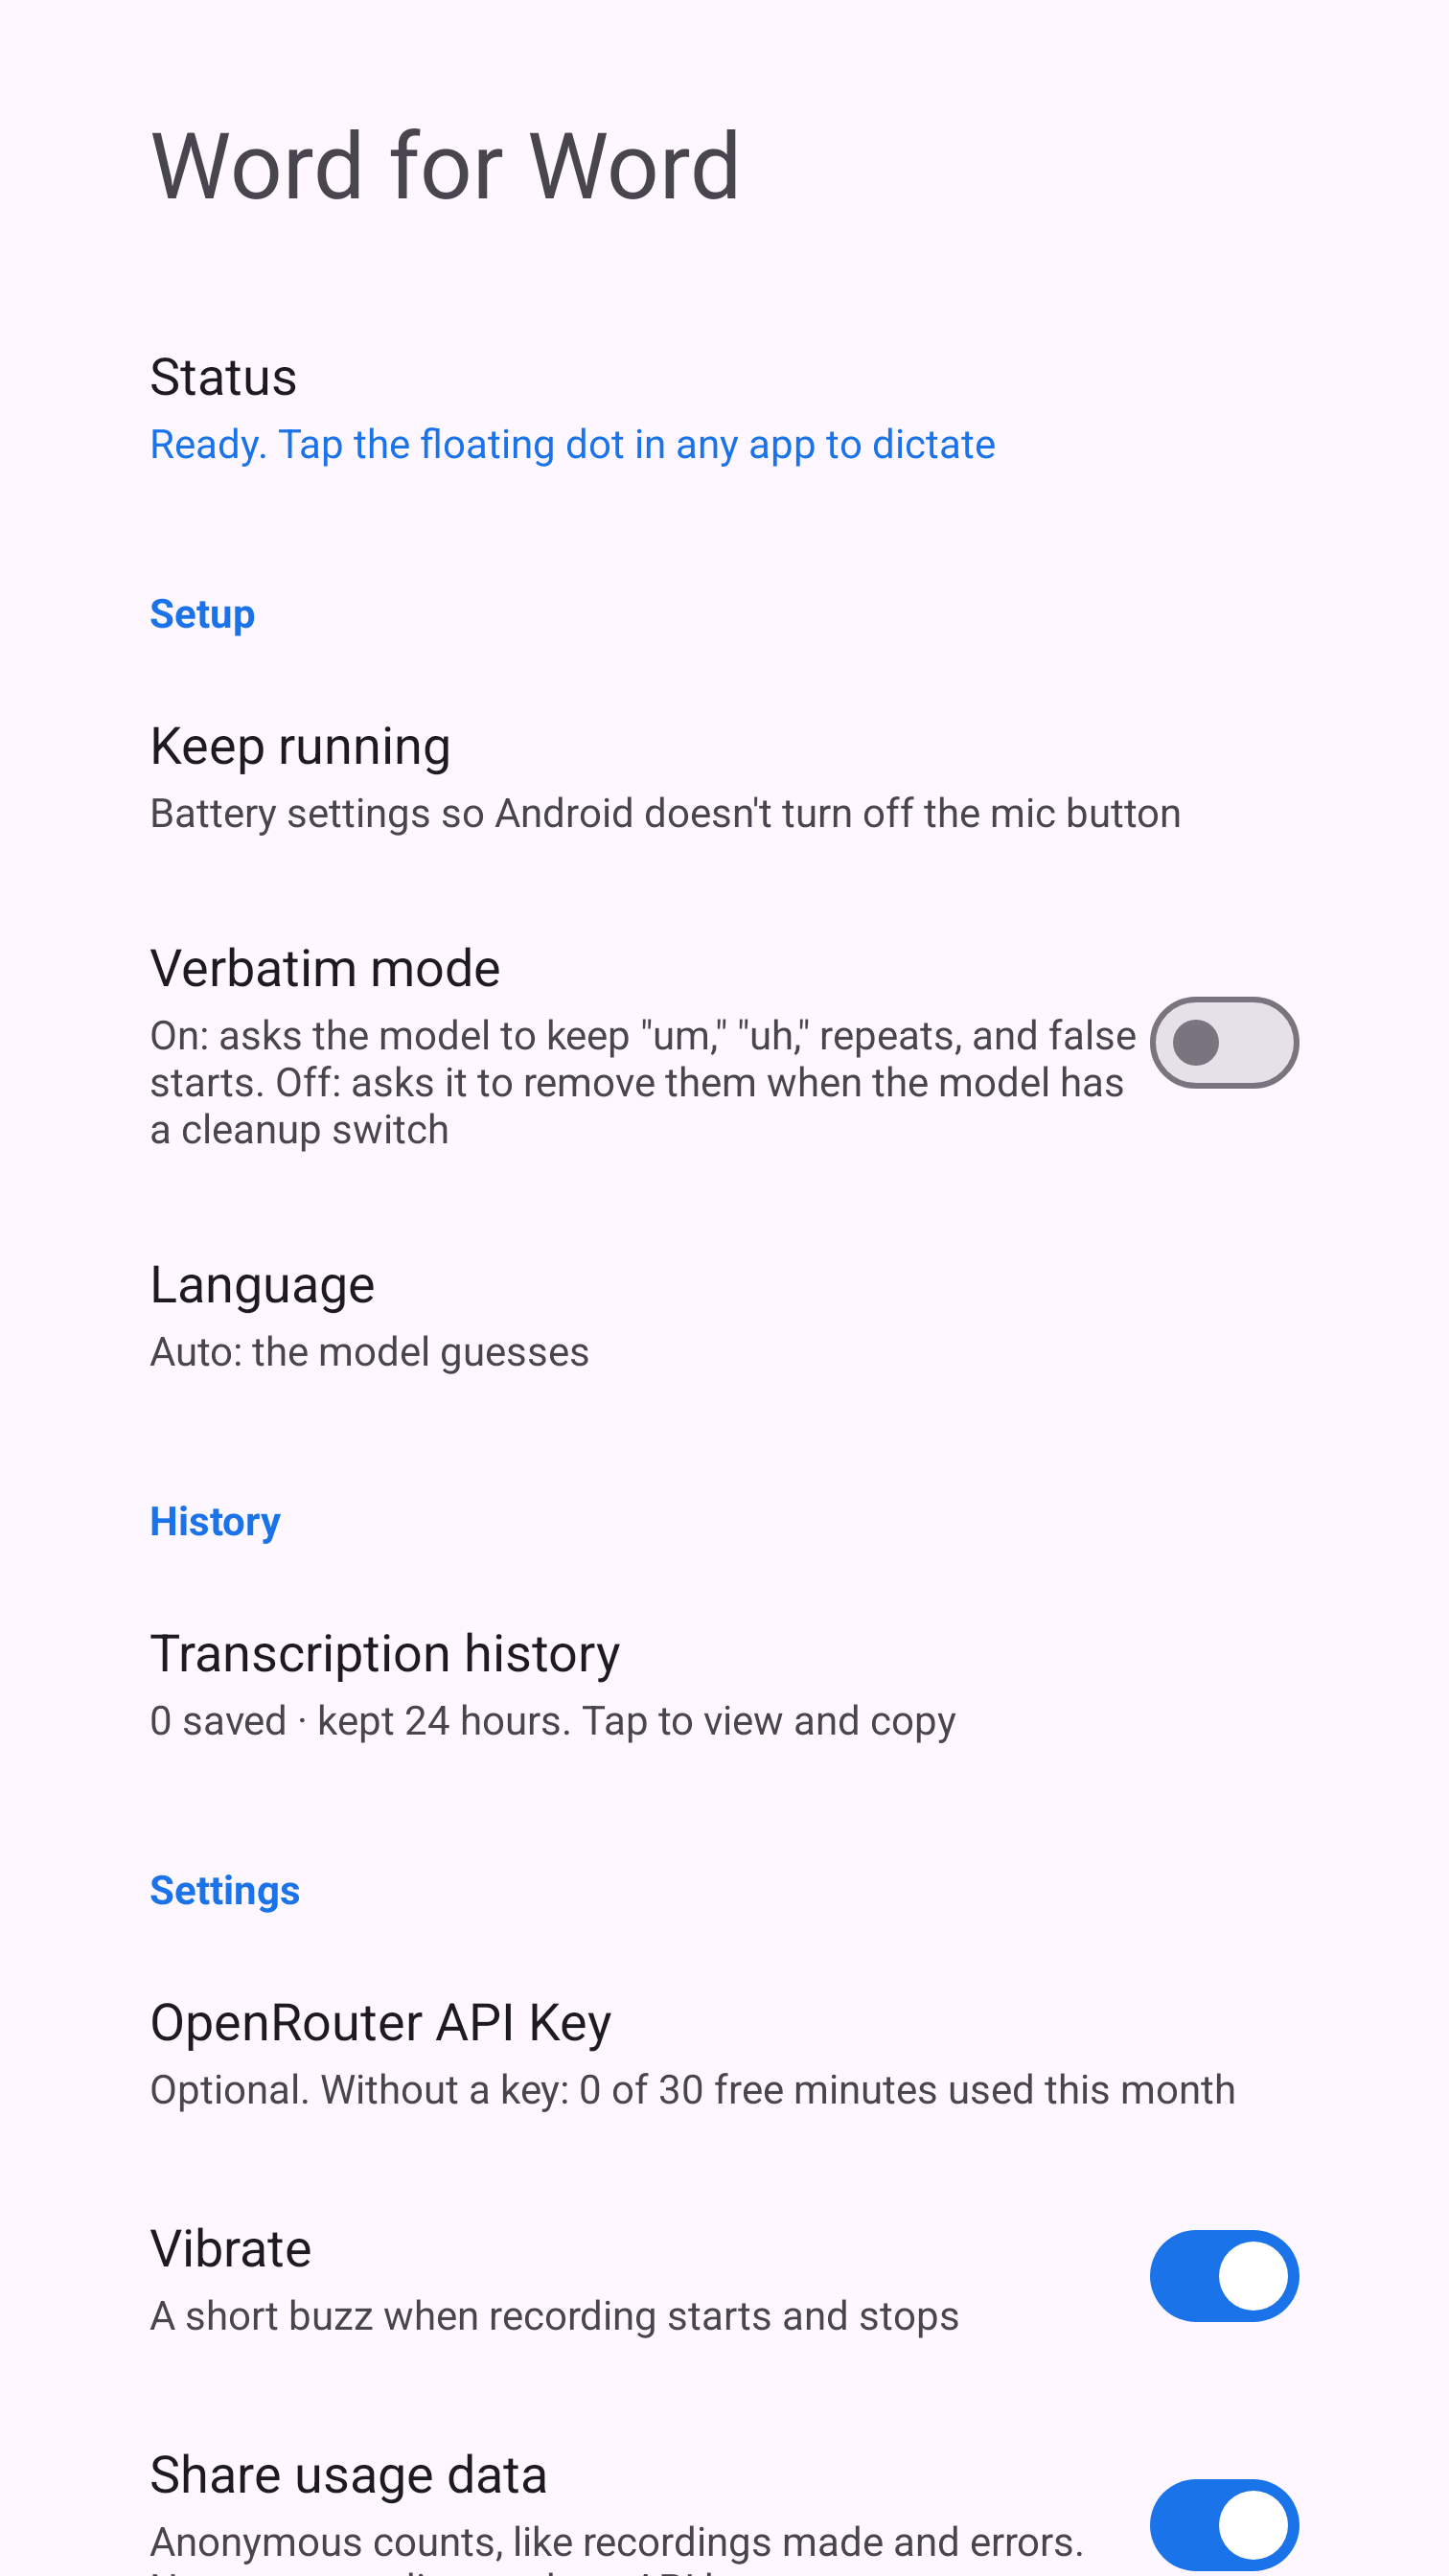 Word for Word
Status
Ready. Tap the floating dot in any app to dictate
Setup
Keep running
Battery settings so Android doesn't turn off the mic button
Verbatim mode
On: asks the model to keep "um," "uh," repeats, and false
starts. Off: asks it to remove them when the model has
a cleanup switch
Language
Auto: the model guesses
History
Transcription history
0 saved · kept 24 hours. Tap to view and copy
Settings
OpenRouter API Key
Optional. Without a key: 0 of 30 free minutes used this month
Vibrate
A short buzz when recording starts and stops
Share usage data
Anonymous counts, like recordings made and errors.